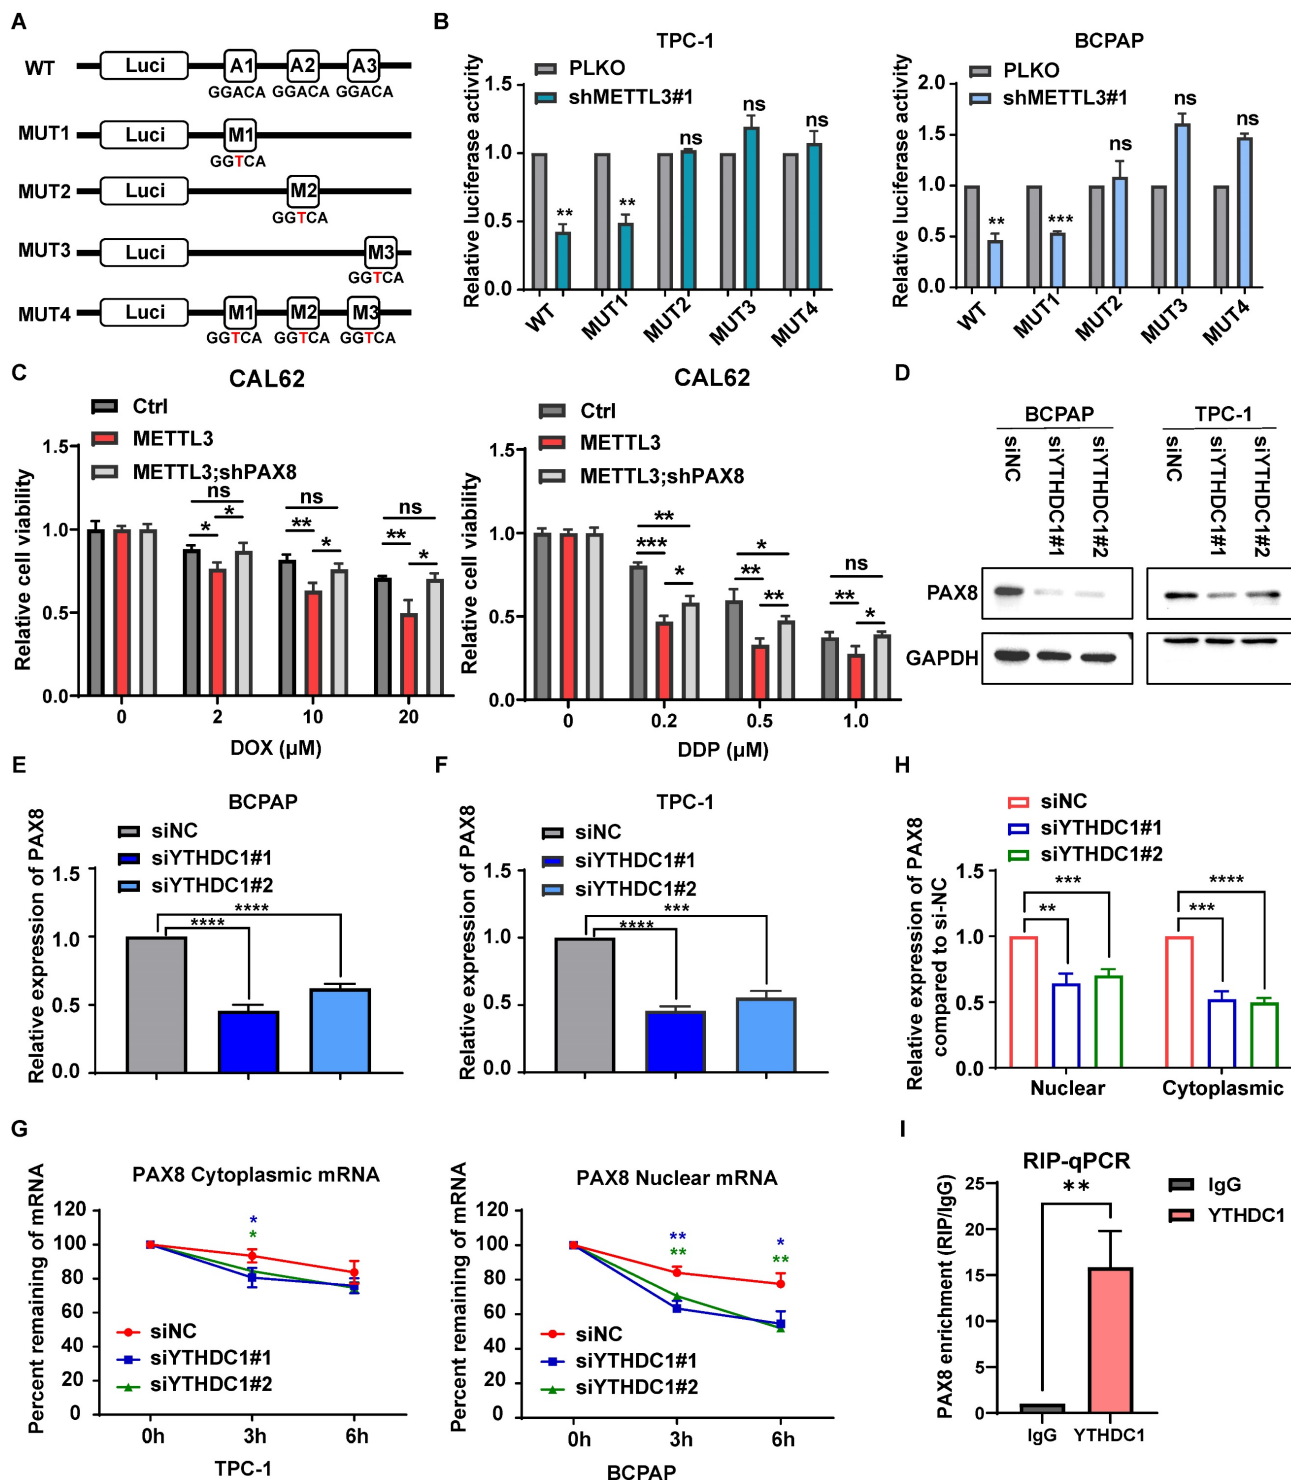 A
WT
Luci
A1
A2
A3
GGACA GGACA GGACA
MUT1
Luci
M1
GGTCA
MUT2
Luci
M2
GGTCA
MUT3
Luci
M3
GGTCA
MUT4
Luci
M1
M2
M3
GGTCA GGTCA GGTCA
B
TPC-1
PLKO
shMETTL3#1
Relative luciferase activity
1.5
1.0
0.5
0.0
**
**
ns
ns
ns
WT
MUT1
MUT2
MUT3
MUT4
BCPAP
PLKO
shMETTL3#1
Relative luciferase activity
2.0
1.5
1.0
0.5
0.0
**
***
ns
ns
ns
WT
MUT1
MUT2
MUT3
MUT4
C
CAL62
Ctrl
METTL3
METTL3;shPAX8
Relative cell viability
1.5
1.0
0.5
0.0
ns
*
*
ns
**
*
ns
**
*
0
2
10
20
DOX (μM)
CAL62
Ctrl
METTL3
METTL3;shPAX8
Relative cell viability
1.5
1.0
0.5
0.0
**
***
*
*
**
**
ns
**
*
0
0.2
0.5
1.0
DDP (μM)
D
BCPAP
TPC-1
siNC
siYTHDC1#1
siYTHDC1#2
siNC
siYTHDC1#1
siYTHDC1#2
PAX8
GAPDH
E
BCPAP
siNC
siYTHDC1#1
siYTHDC1#2
Relative expression of PAX8
1.5
1.0
0.5
0.0
****
****
F
TPC-1
siNC
siYTHDC1#1
siYTHDC1#2
Relative expression of PAX8
1.5
1.0
0.5
0.0
***
****
H
siNC
siYTHDC1#1
siYTHDC1#2
Relative expression of PAX8
compared to si-NC
1.5
1.0
0.5
0.0
***
**
****
***
Nuclear
Cytoplasmic
G
PAX8 Cytoplasmic mRNA
Percent remaining of mRNA
120
100
80
60
40
20
0
*
*
siNC
siYTHDC1#1
siYTHDC1#2
0h
3h
6h
TPC-1
PAX8 Nuclear mRNA
Percent remaining of mRNA
120
100
80
60
40
20
0
**
**
*
**
siNC
siYTHDC1#1
siYTHDC1#2
0h
3h
6h
BCPAP
I
RIP-qPCR
IgG
YTHDC1
PAX8 enrichment (RIP/IgG)
25
20
15
10
5
0
**
IgG
YTHDC1